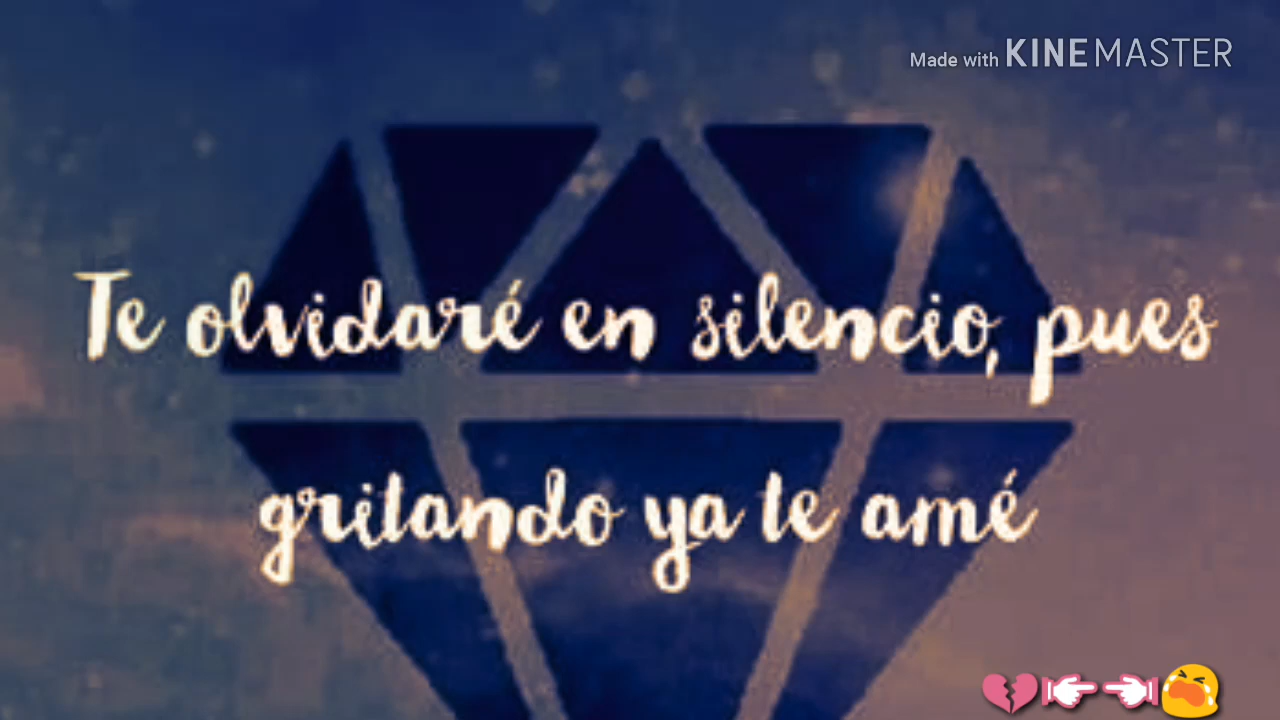 Made with KINEMASTER
Te olvidaré en silencio, pues
gritando ya te amé